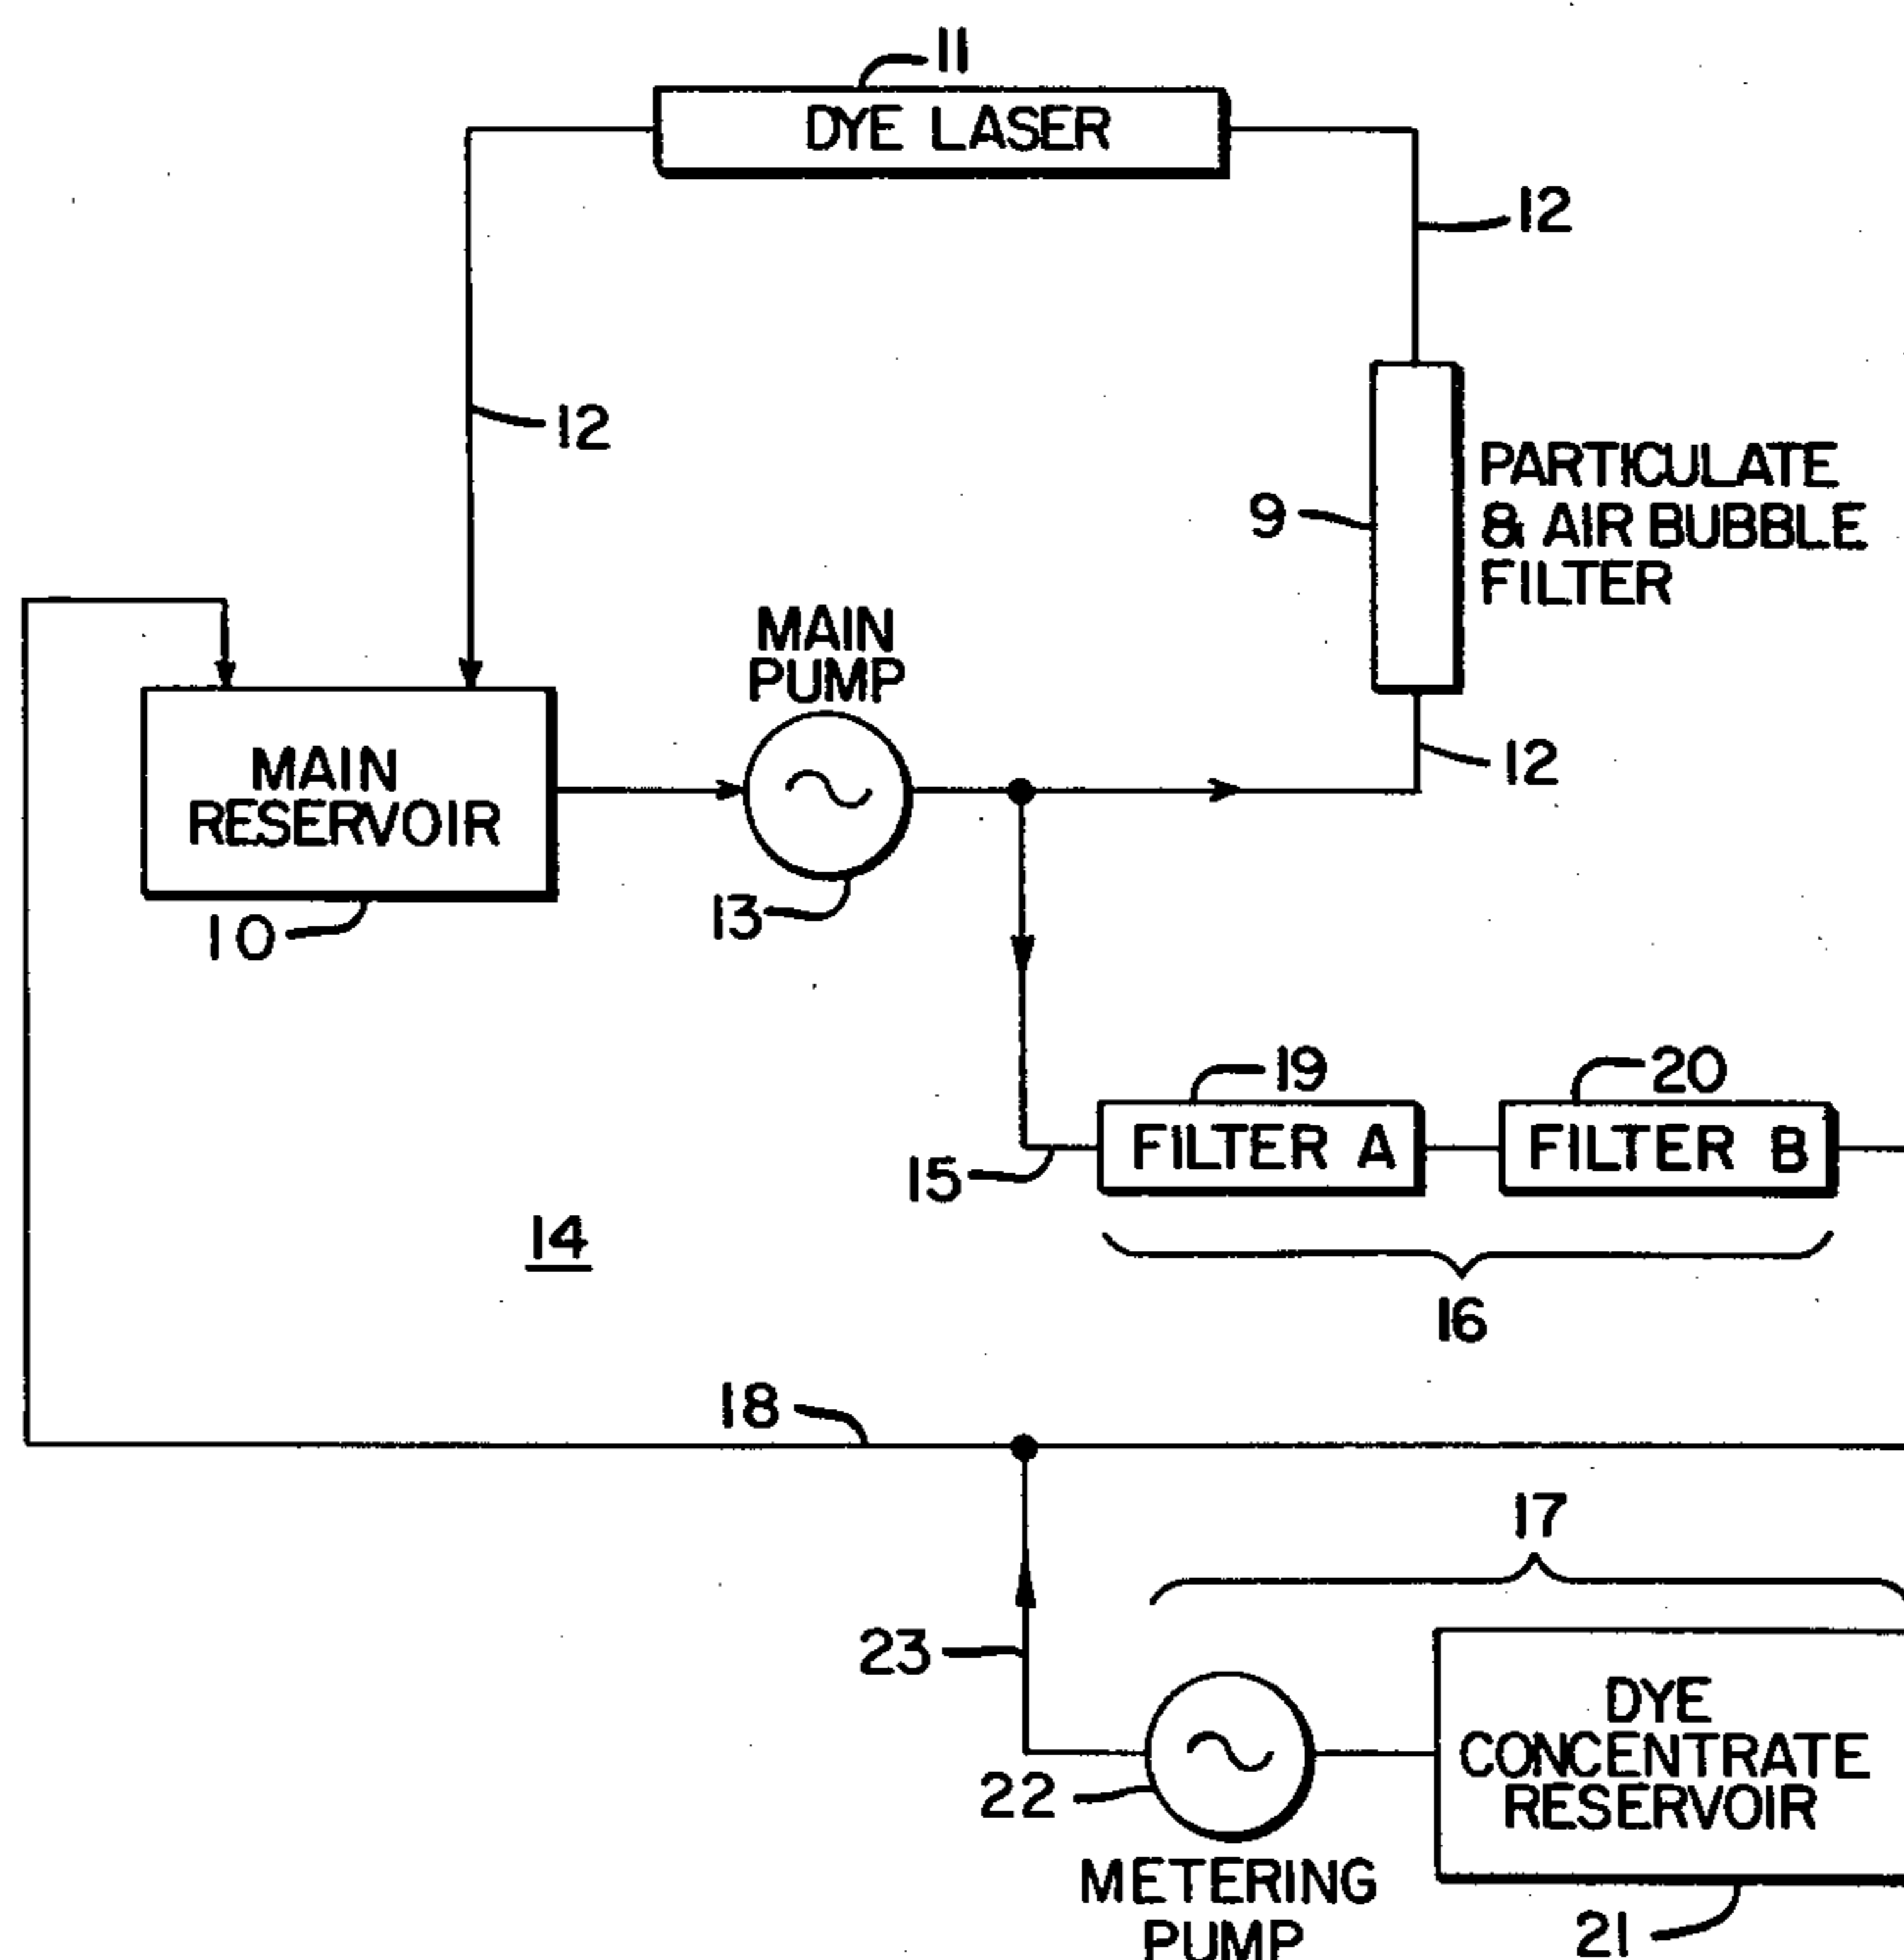 11
DYE LASER
12
12
PARTICULATE
& AIR BUBBLE
FILTER
9
MAIN
PUMP
12
MAIN
RESERVOIR
13
10
19
20
FILTER A
FILTER B
15
14
16
18
17
23
DYE
CONCENTRATE
RESERVOIR
22
METERING
PUMP
21